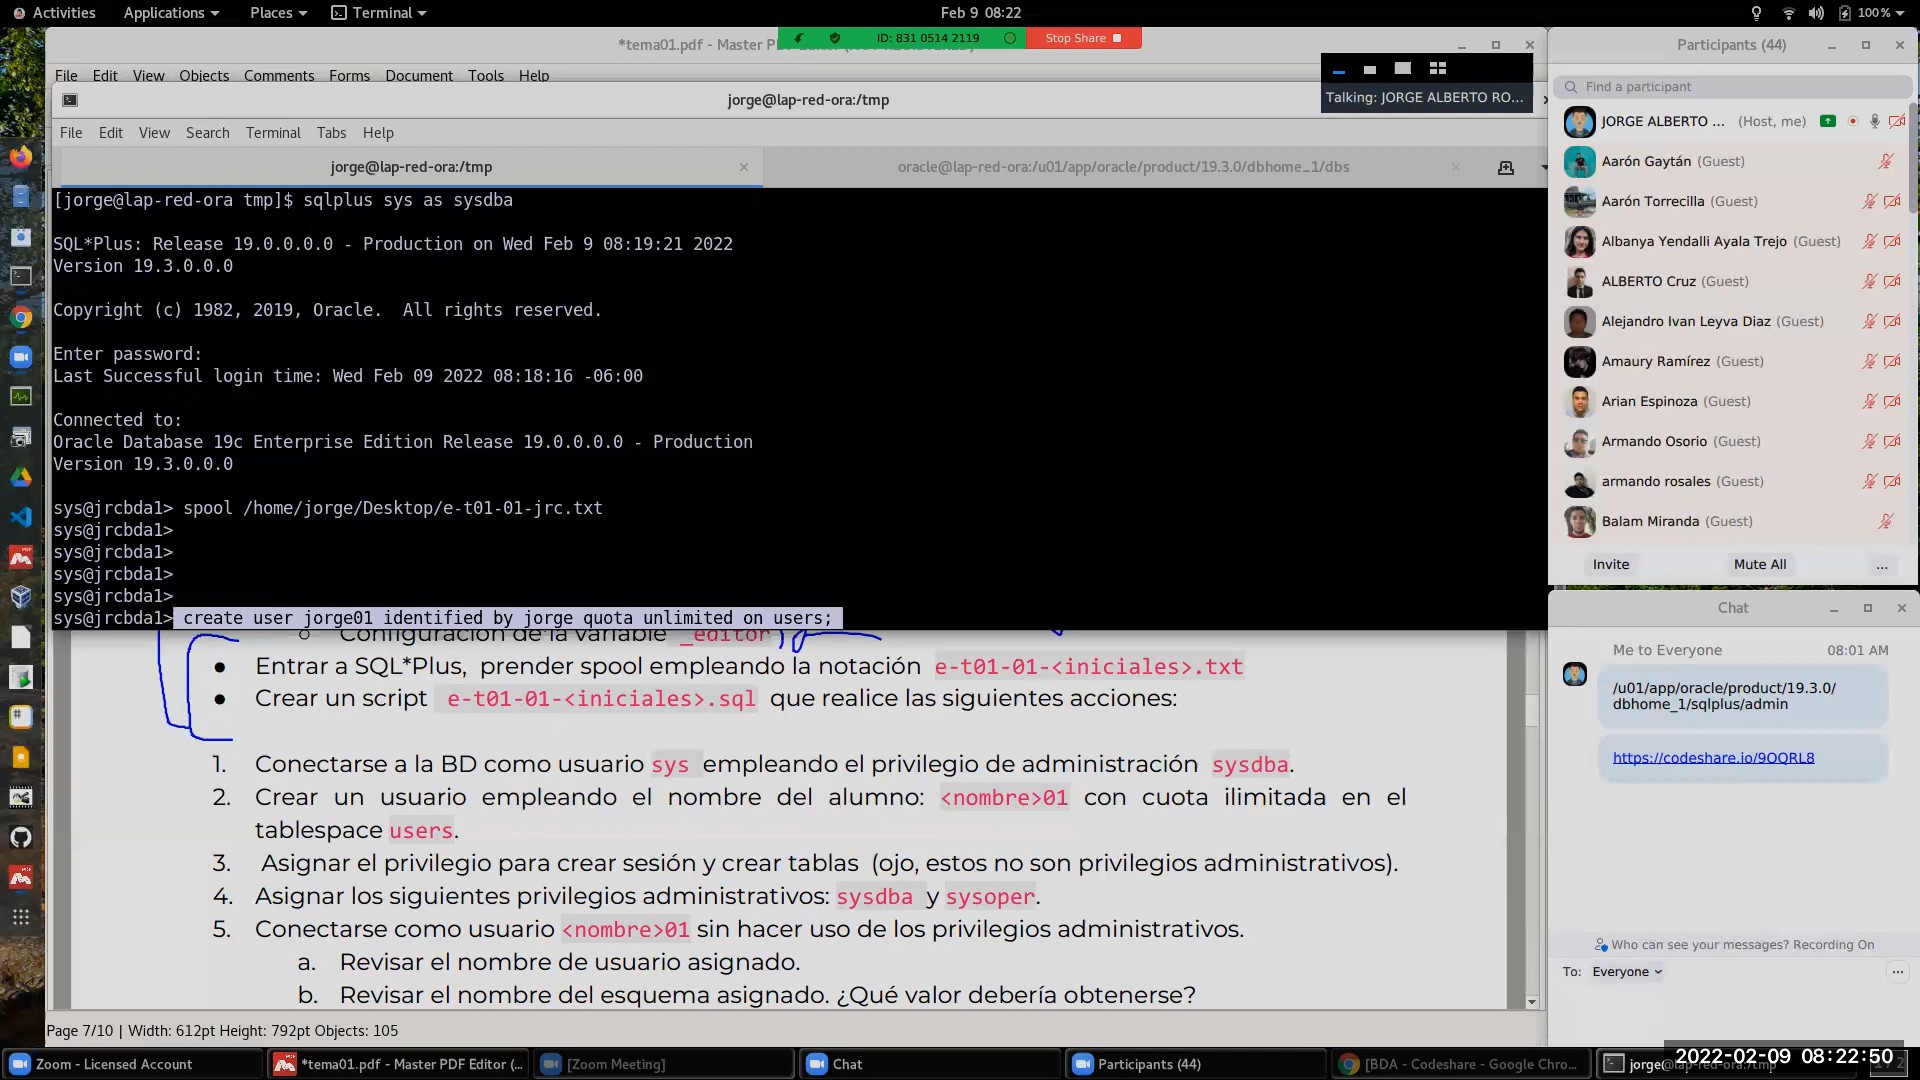 Activities
Applications
Places
Terminal
Feb 9 08:22
100%
*tema01.pdf - Master P
ID: 831 0514 2119
Stop Share
File Edit View Objects Comments Forms Document Tools Help
Talking: JORGE ALBERTO RO...
jorge@lap-red-ora:/tmp
File Edit View Search Terminal Tabs Help
jorge@lap-red-ora:/tmp
oracle@lap-red-ora:/u01/app/oracle/product/19.3.0/dbhome_1/dbs
[jorge@lap-red-ora tmp]$ sqlplus sys as sysdba
SQL*Plus: Release 19.0.0.0.0 - Production on Wed Feb 9 08:19:21 2022
Version 19.3.0.0.0
Copyright (c) 1982, 2019, Oracle.  All rights reserved.
Enter password:
Last Successful login time: Wed Feb 09 2022 08:18:16 -06:00
Connected to:
Oracle Database 19c Enterprise Edition Release 19.0.0.0.0 - Production
Version 19.3.0.0.0
sys@jrcbda1> spool /home/jorge/Desktop/e-t01-01-jrc.txt
sys@jrcbda1>
sys@jrcbda1>
sys@jrcbda1>
sys@jrcbda1>
sys@jrcbda1> create user jorge01 identified by jorge quota unlimited on users;
Configuración de la variable _editor
● Entrar a SQL*Plus, prender spool empleando la notación e-t01-01-<iniciales>.txt
● Crear un script e-t01-01-<iniciales>.sql que realice las siguientes acciones:
1. Conectarse a la BD como usuario sys empleando el privilegio de administración sysdba.
2. Crear un usuario empleando el nombre del alumno: <nombre>01 con cuota ilimitada en el
tablespace users.
3. Asignar el privilegio para crear sesión y crear tablas (ojo, estos no son privilegios administrativos).
4. Asignar los siguientes privilegios administrativos: sysdba y sysoper.
5. Conectarse como usuario <nombre>01 sin hacer uso de los privilegios administrativos.
a. Revisar el nombre de usuario asignado.
b. Revisar el nombre del esquema asignado. ¿Qué valor debería obtenerse?
Page 7/10 | Width: 612pt Height: 792pt Objects: 105
Participants (44)
Find a participant
JORGE ALBERTO ... (Host, me)
Aarón Gaytán (Guest)
Aarón Torrecilla (Guest)
Albanya Yendalli Ayala Trejo (Guest)
ALBERTO Cruz (Guest)
Alejandro Ivan Leyva Diaz (Guest)
Amaury Ramírez (Guest)
Arian Espinoza (Guest)
Armando Osorio (Guest)
armando rosales (Guest)
Balam Miranda (Guest)
Invite
Mute All
...
Chat
Me to Everyone 08:01 AM
/u01/app/oracle/product/19.3.0/
dbhome_1/sqlplus/admin
https://codeshare.io/9OQRL8
Who can see your messages? Recording On
To: Everyone
Zoom - Licensed Account
*tema01.pdf - Master PDF Editor (...
[Zoom Meeting]
Chat
Participants (44)
[BDA - Codeshare - Google Chro...
jorge@lap-red-ora:/tmp
2022-02-09 08:22:50